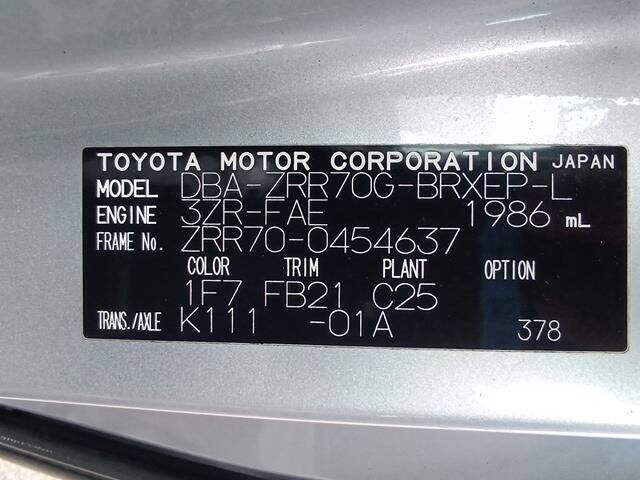 TOYOTA MOTOR CORPORATION JAPAN
MODEL DBA-ZRR70G-BRXEP-L
ENGINE 3ZR-FAE 1986 mL
FRAME No. ZRR70-0454637
COLOR TRIM PLANT OPTION
1F7 FB21 C25
TRANS./AXLE K111 -01A 378